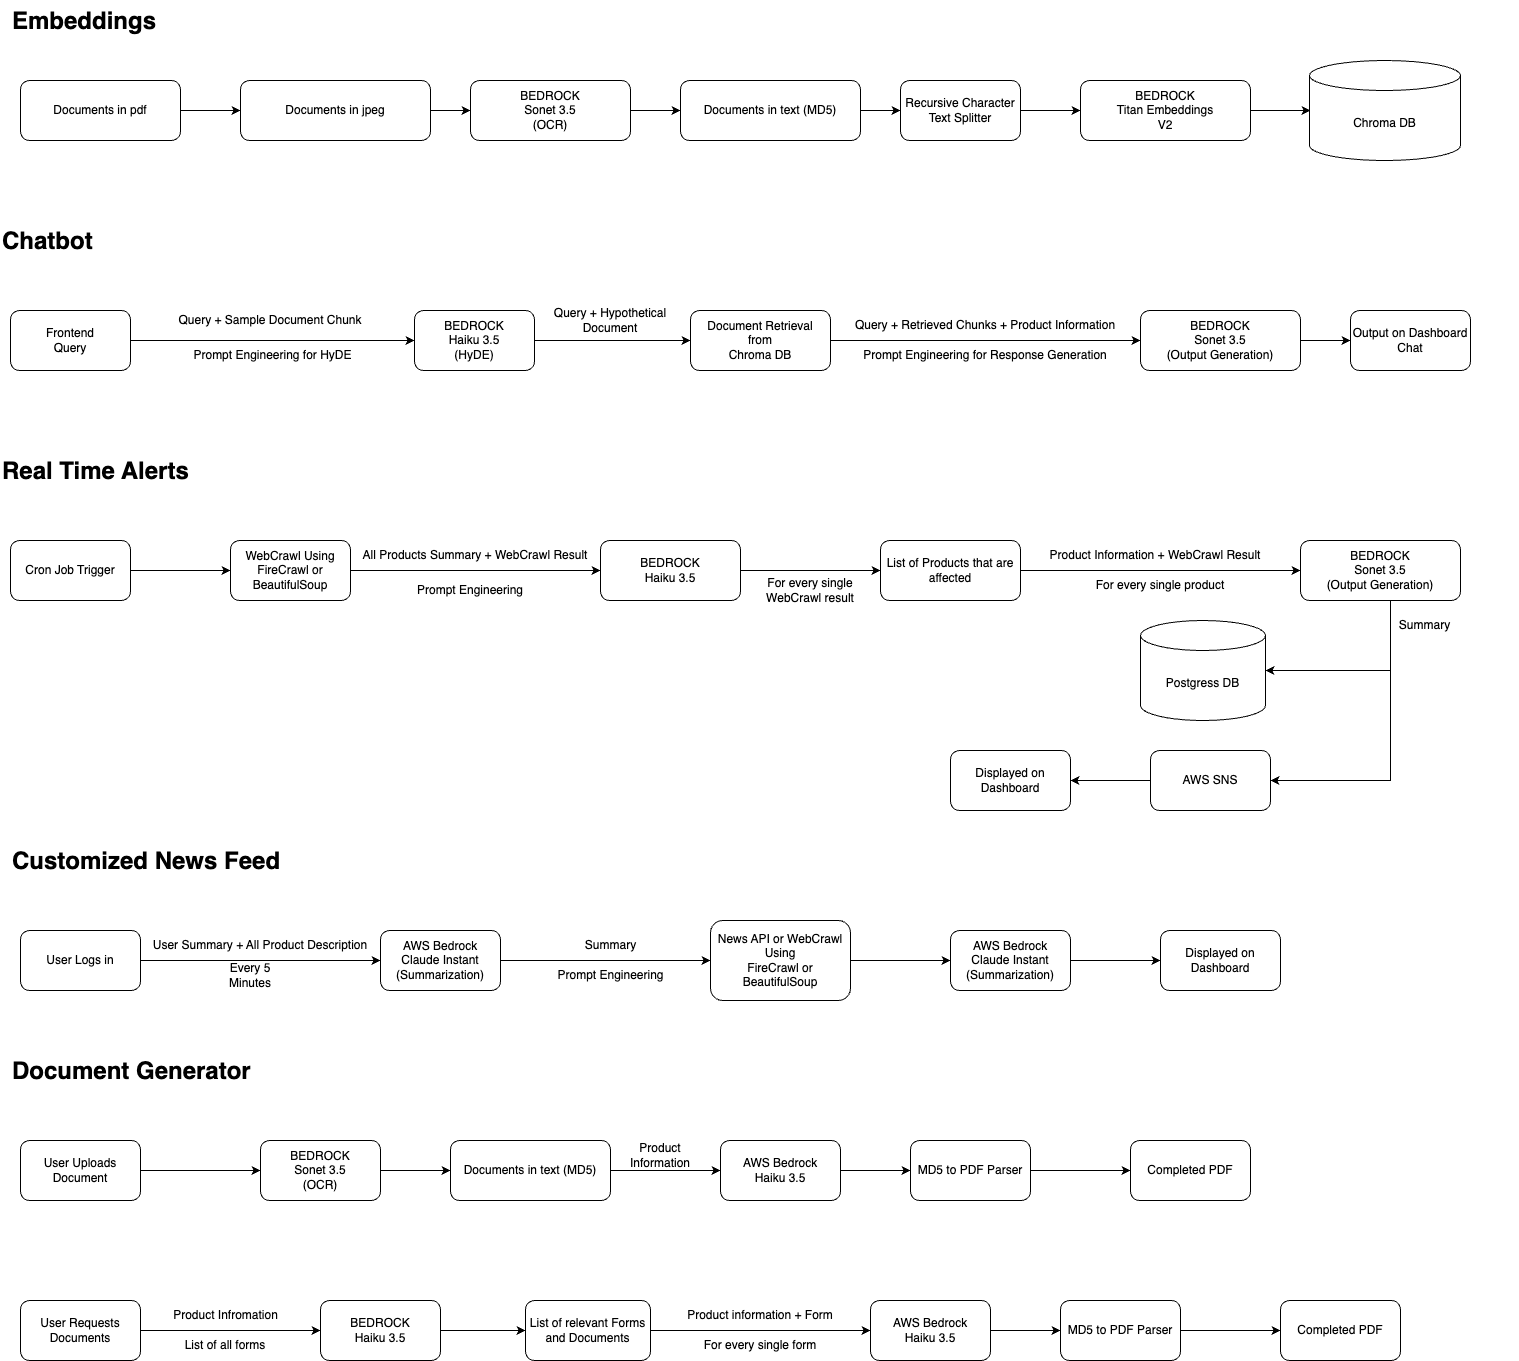 Embeddings
Documents in pdf
Documents in jpeg
BEDROCK
Sonet 3.5
(OCR)
Documents in text (MD5)
Recursive Character
Text Splitter
BEDROCK
Titan Embeddings
V2
Chroma DB
Chatbot
Frontend
Query
Query + Sample Document Chunk
Prompt Engineering for HyDE
BEDROCK
Haiku 3.5
(HyDE)
Query + Hypothetical
Document
Document Retrieval
from
Chroma DB
Query + Retrieved Chunks + Product Information
Prompt Engineering for Response Generation
BEDROCK
Sonet 3.5
(Output Generation)
Output on Dashboard
Chat
Real Time Alerts
Cron Job Trigger
WebCrawl Using
FireCrawl or
BeautifulSoup
All Products Summary + WebCrawl Result
Prompt Engineering
BEDROCK
Haiku 3.5
For every single
WebCrawl result
List of Products that are
affected
Product Information + WebCrawl Result
For every single product
BEDROCK
Sonet 3.5
(Output Generation)
Summary
Postgress DB
Displayed on
Dashboard
AWS SNS
Customized News Feed
User Logs in
User Summary + All Product Description
Every 5
Minutes
AWS Bedrock
Claude Instant
(Summarization)
Summary
Prompt Engineering
News API or WebCrawl
Using
FireCrawl or
BeautifulSoup
AWS Bedrock
Claude Instant
(Summarization)
Displayed on
Dashboard
Document Generator
User Uploads
Document
BEDROCK
Sonet 3.5
(OCR)
Documents in text (MD5)
Product
Information
AWS Bedrock
Haiku 3.5
MD5 to PDF Parser
Completed PDF
User Requests
Documents
Product Infromation
List of all forms
BEDROCK
Haiku 3.5
List of relevant Forms
and Documents
Product information + Form
For every single form
AWS Bedrock
Haiku 3.5
MD5 to PDF Parser
Completed PDF